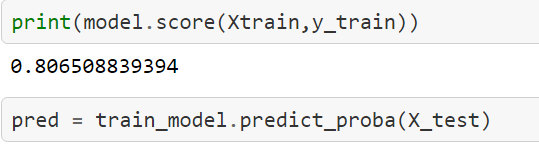 print(model.score(Xtrain,y_train))
0.806508839394
pred = train_model.predict_proba(X_test)